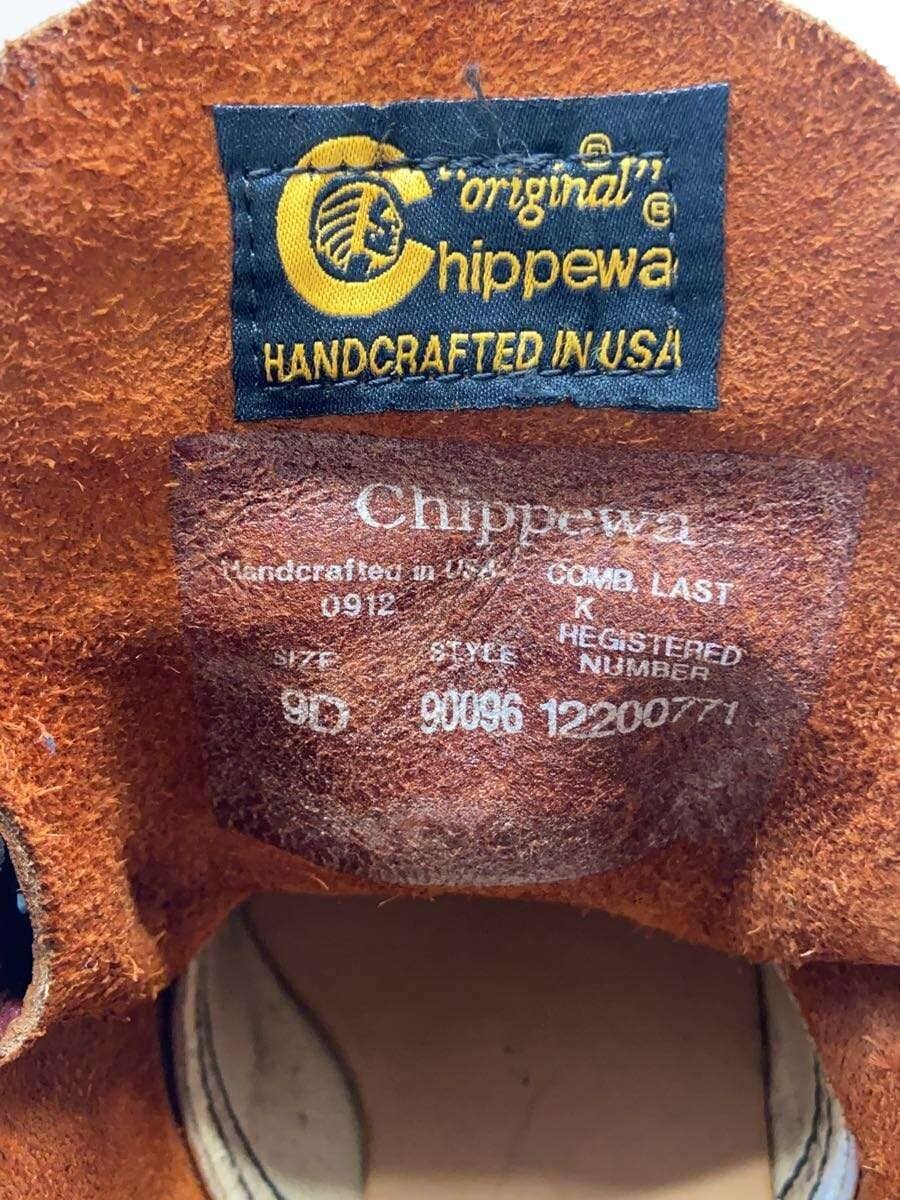 "original" ®
Chippewa ®
HANDCRAFTED IN USA
Chippewa
Handcrafted in USA
0912
COMB. LAST
K
REGISTERED
NUMBER
SIZE STYLE
9D 90096 12200771